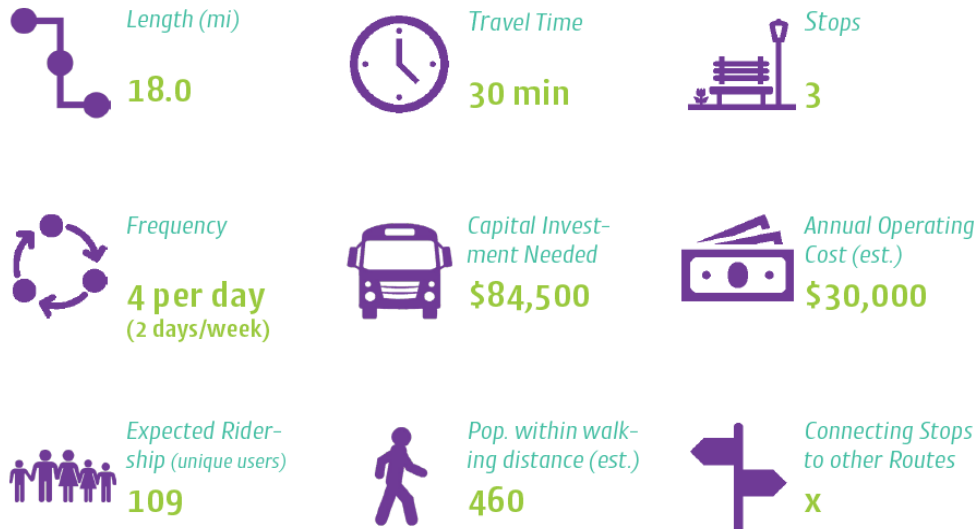 Length (mi)
18.0
Travel Time
30 min
Stops
3
Frequency
4 per day
(2 days/week)
Capital Invest-
ment Needed
$84,500
Annual Operating
Cost (est.)
$30,000
Expected Rider-
ship (unique users)
109
Pop. within walk-
ing distance (est.)
460
Connecting Stops
to other Routes
x